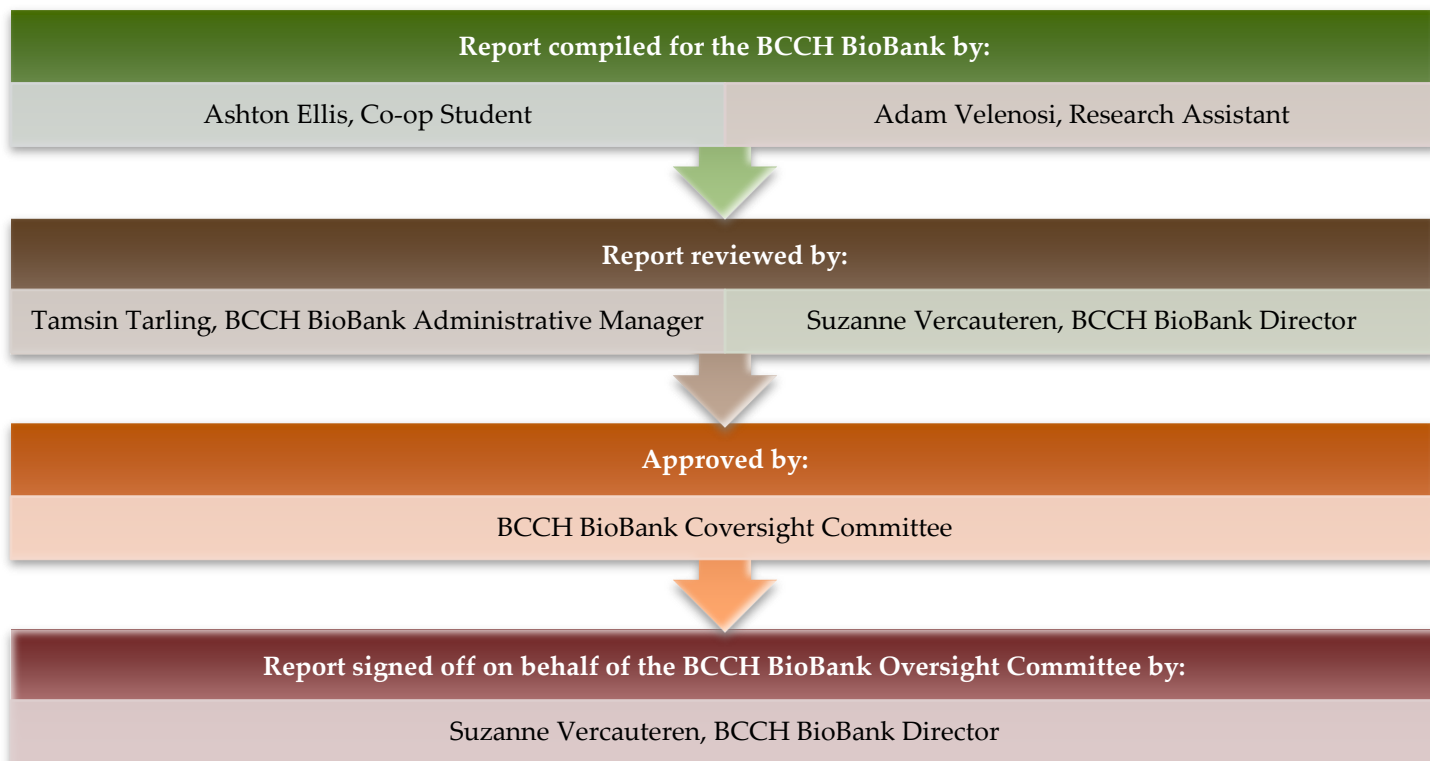 Report compiled for the BCCH BioBank by:
Ashton Ellis, Co-op Student
Adam Velenosi, Research Assistant
Report reviewed by:
Tamsin Tarling, BCCH BioBank Administrative Manager
Suzanne Vercauteren, BCCH BioBank Director
Approved by:
BCCH BioBank Coversight Committee
Report signed off on behalf of the BCCH BioBank Oversight Committee by:
Suzanne Vercauteren, BCCH BioBank Director